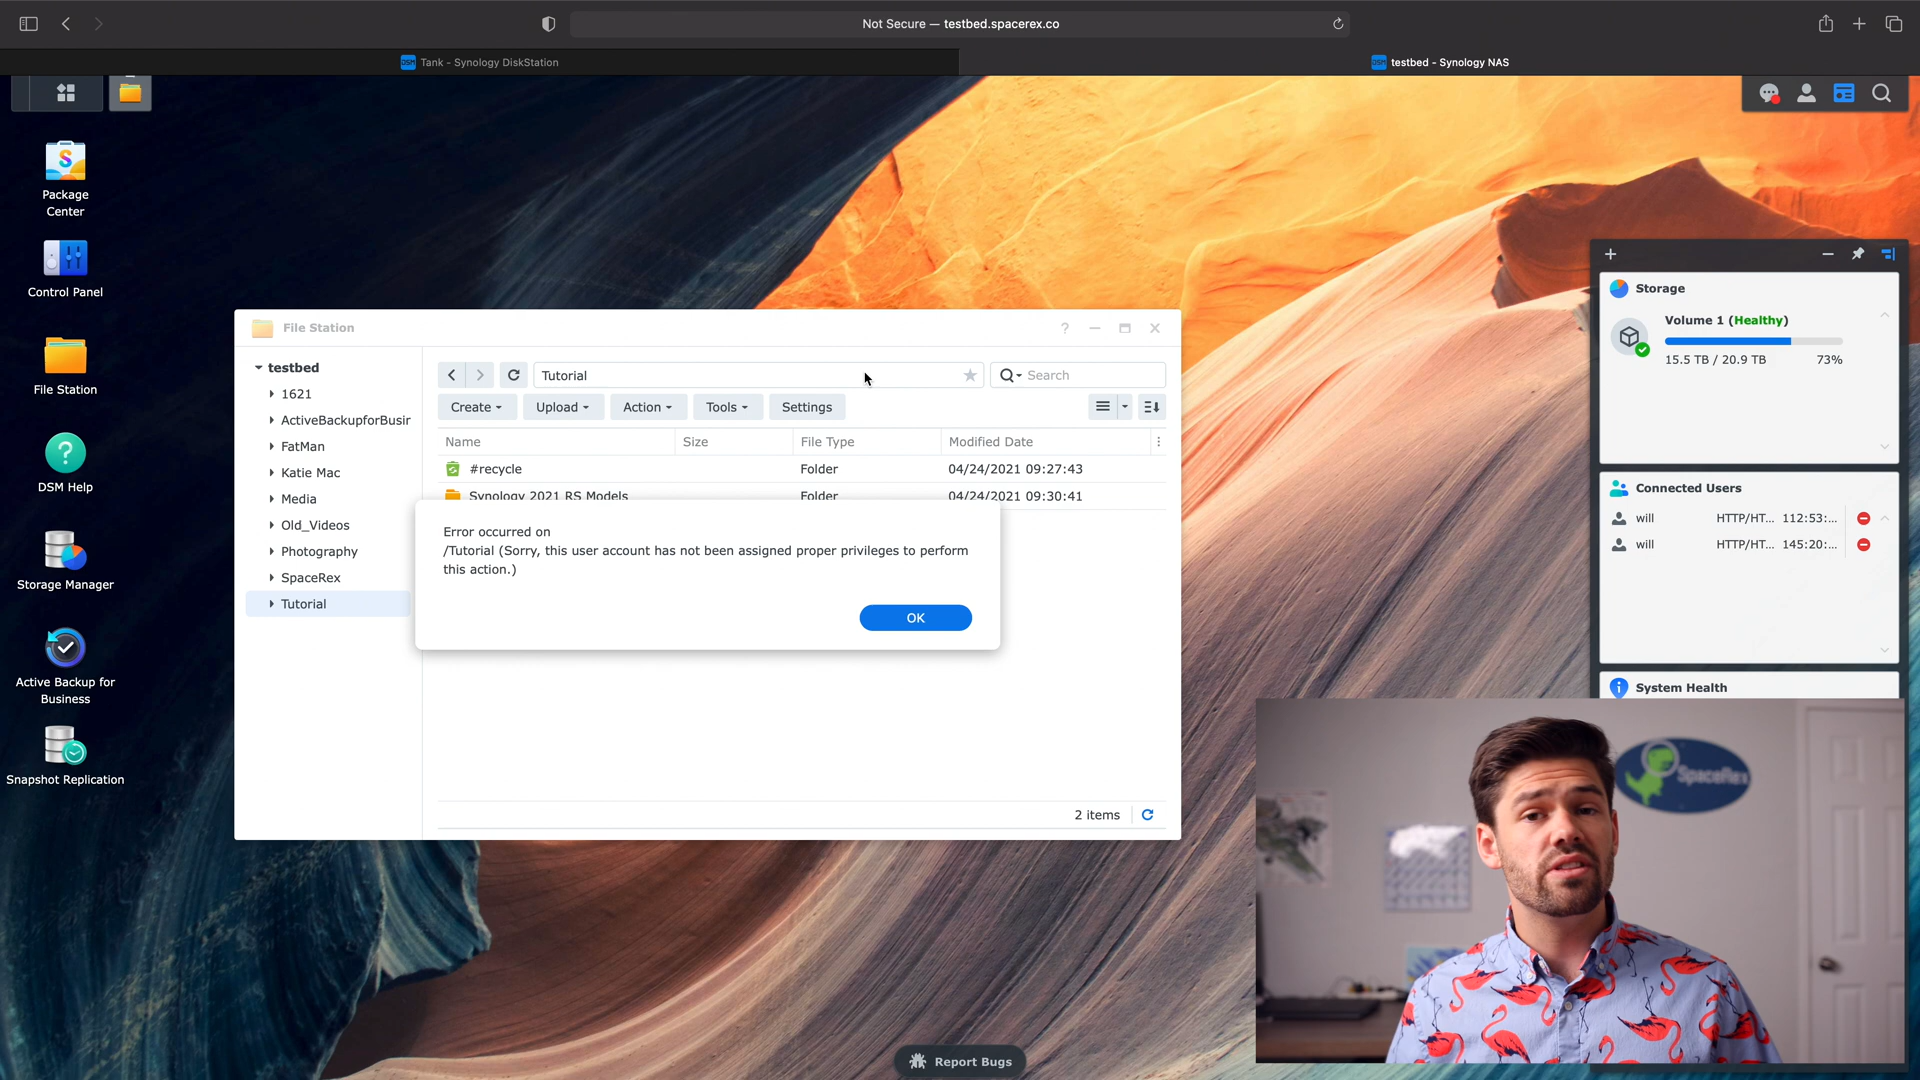 Not Secure — testbed.spacerex.co
Tank - Synology DiskStation
testbed - Synology NAS
Package
Center
Control Panel
File Station
DSM Help
Storage Manager
Active Backup for
Business
Snapshot Replication
File Station
testbed
1621
ActiveBackupforBusir
FatMan
Katie Mac
Media
Old_Videos
Photography
SpaceRex
Tutorial
Tutorial
Search
Create
Upload
Action
Tools
Settings
Name Size File Type Modified Date
#recycle Folder 04/24/2021 09:27:43
Synology 2021 RS Models Folder 04/24/2021 09:30:41
Error occurred on
/Tutorial (Sorry, this user account has not been assigned proper privileges to perform
this action.)
OK
2 items
Storage
Volume 1 (Healthy)
15.5 TB / 20.9 TB 73%
Connected Users
will HTTP/HT... 112:53:...
will HTTP/HT... 145:20:...
System Health
SpaceRex
Report Bugs